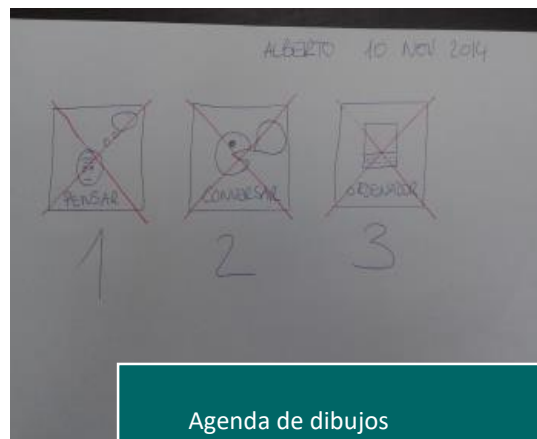 ALBERTO 10 NOV 2014
PENSAR CONVERSAR ORDENADOR
1 2 3
Agenda de dibujos